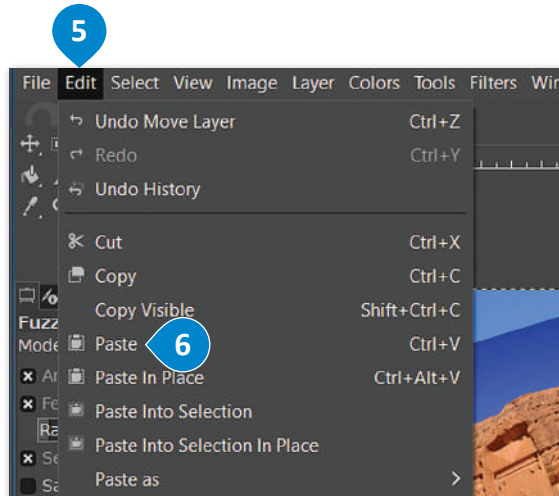 5
File Edit Select View Image Layer Colors Tools Filters
Undo Move Layer Ctrl+Z
Redo Ctrl+Y
Undo History
Cut Ctrl+X
Copy Ctrl+C
Copy Visible Shift+Ctrl+C
Fuzz
Mode
Paste 6 Ctrl+V
Paste In Place Ctrl+Alt+V
Paste Into Selection
Paste Into Selection In Place
Paste as >